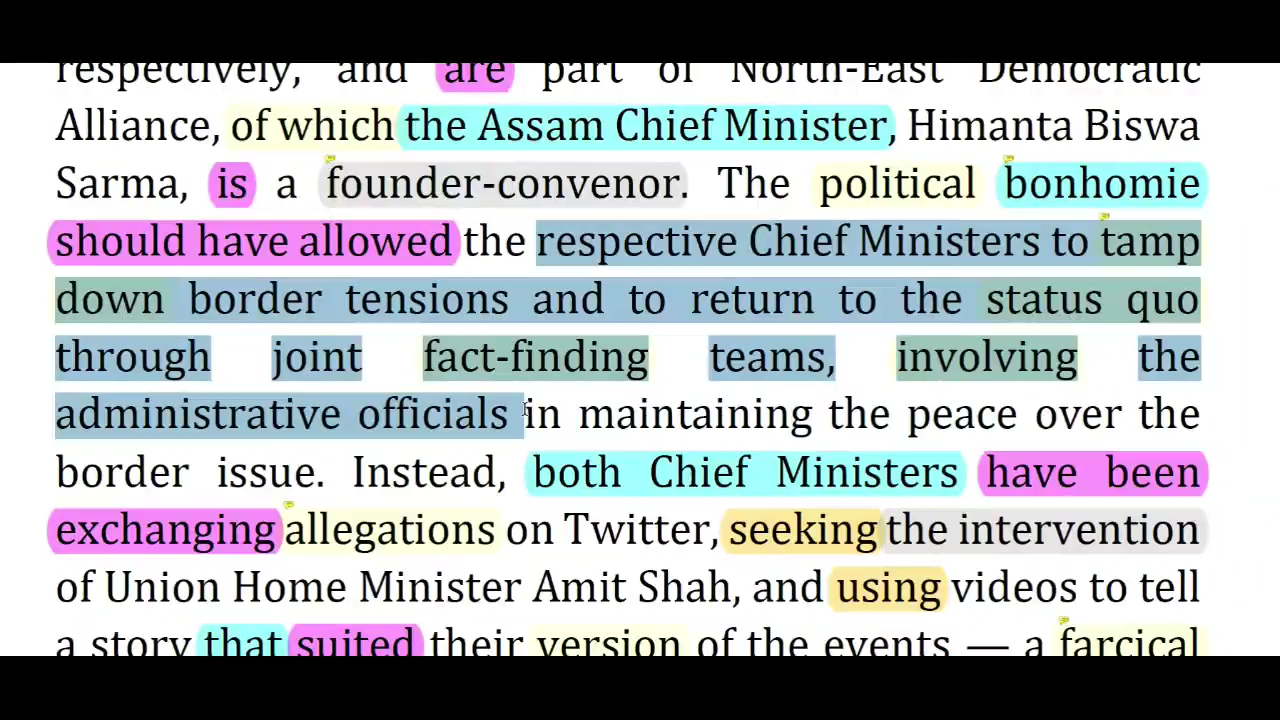 respectively, and are part of North-East Democratic
Alliance, of which the Assam Chief Minister, Himanta Biswa
Sarma, is a founder-convenor. The political bonhomie
should have allowed the respective Chief Ministers to tamp
down border tensions and to return to the status quo
through joint fact-finding teams, involving the
administrative officials in maintaining the peace over the
border issue. Instead, both Chief Ministers have been
exchanging allegations on Twitter, seeking the intervention
of Union Home Minister Amit Shah, and using videos to tell
a story that suited their version of the events — a farcical